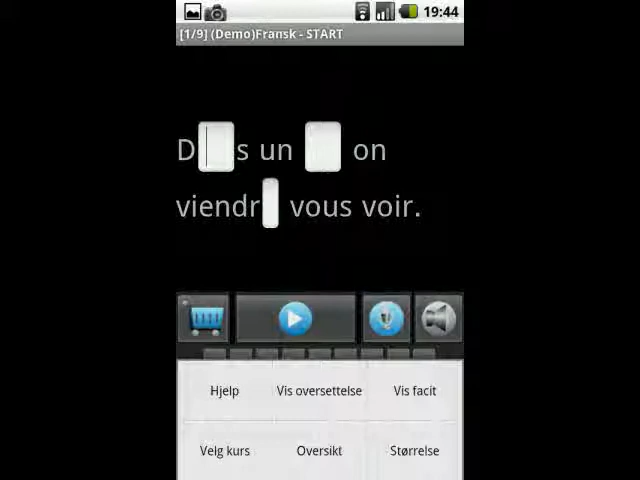 19:44
[1/9] (Demo)Fransk - START
D s un on
viendr vous voir.
Hjelp Vis oversettelse Vis facit
Velg kurs Oversikt Størrelse